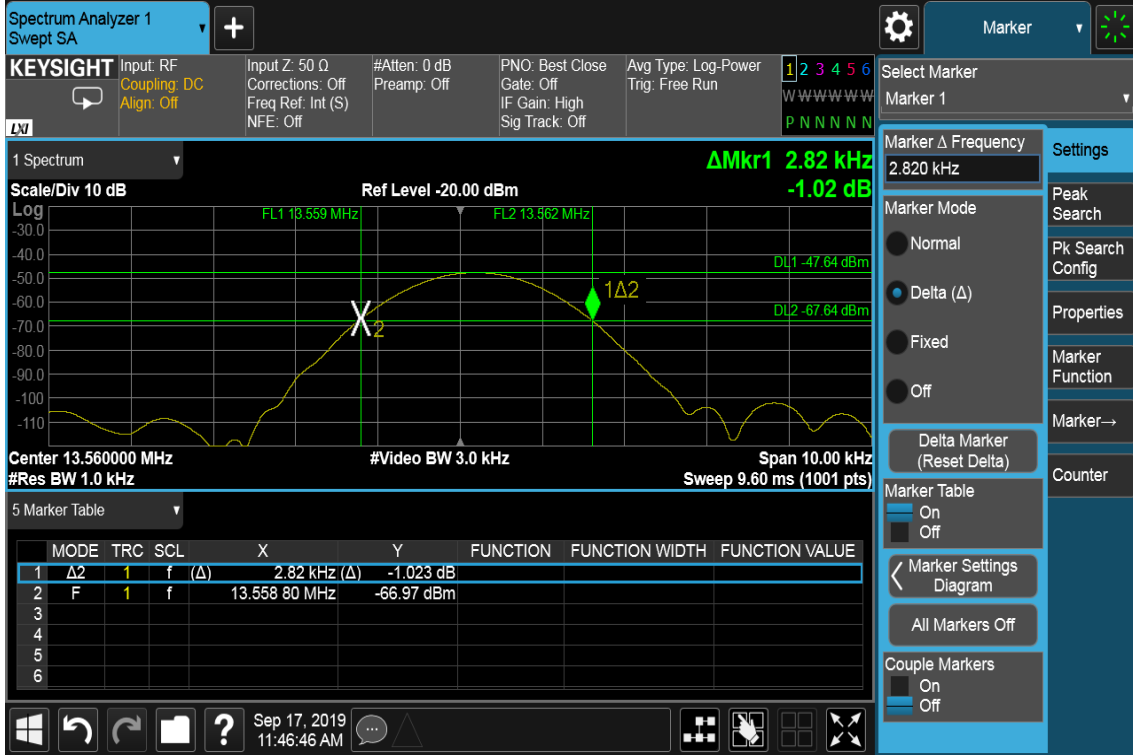 Spectrum Analyzer 1
Swept SA
+
Marker
KEYSIGHT
LXI
Input: RF
Coupling: DC
Align: Off
Input Z: 50 Ω
Corrections: Off
Freq Ref: Int (S)
NFE: Off
#Atten: 0 dB
Preamp: Off
PNO: Best Close
Gate: Off
IF Gain: High
Sig Track: Off
Avg Type: Log-Power
Trig: Free Run
1 2 3 4 5 6
W W W W W W
P N N N N N
1 Spectrum
ΔMkr1 2.82 kHz
-1.02 dB
Scale/Div 10 dB
Ref Level -20.00 dBm
Log
-30.0
-40.0
-50.0
-60.0
-70.0
-80.0
-90.0
-100
-110
FL1 13.559 MHz
FL2 13.562 MHz
DL1 -47.64 dBm
1Δ2
DL2 -67.64 dBm
2
Center 13.560000 MHz
#Video BW 3.0 kHz
Span 10.00 kHz
#Res BW 1.0 kHz
Sweep 9.60 ms (1001 pts)
5 Marker Table
MODE TRC SCL X Y FUNCTION FUNCTION WIDTH FUNCTION VALUE
1 Δ2 1 f (Δ) 2.82 kHz (Δ) -1.023 dB
2 F 1 f 13.558 80 MHz -66.97 dBm
3
4
5
6
?
Sep 17, 2019
11:46:46 AM
Select Marker
Marker 1
Marker Δ Frequency
2.820 kHz
Marker Mode
Normal
Delta (Δ)
Fixed
Off
Delta Marker
(Reset Delta)
Marker Table
On
Off
Marker Settings
Diagram
All Markers Off
Couple Markers
On
Off
Settings
Peak
Search
Pk Search
Config
Properties
Marker
Function
Marker→
Counter